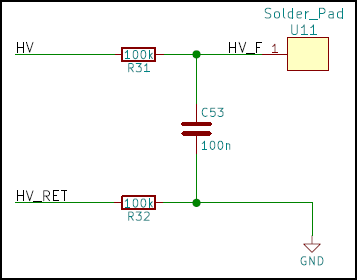 Solder_Pad
U11
HV
HV_F
1
100k
R31
C53
100n
HV_RET
100k
R32
GND